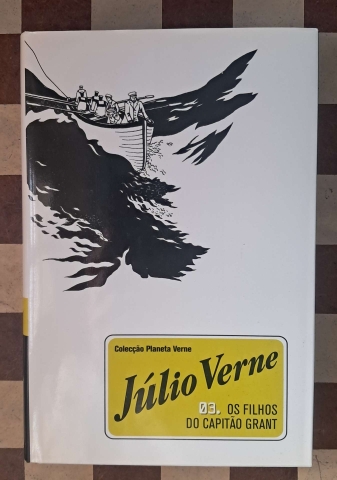 Colecção Planeta Verne
Júlio Verne
03. OS FILHOS
DO CAPITÃO GRANT